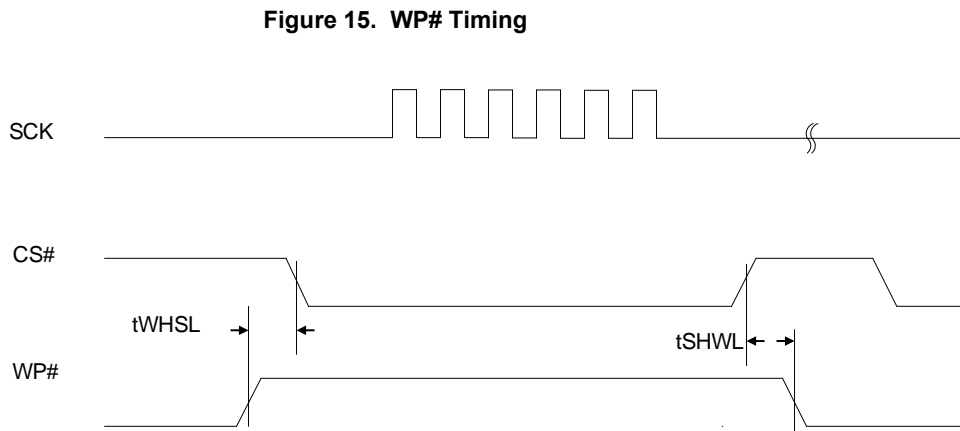 Figure 15. WP# Timing
SCK
CS#
tWHSL
tSHWL
WP#